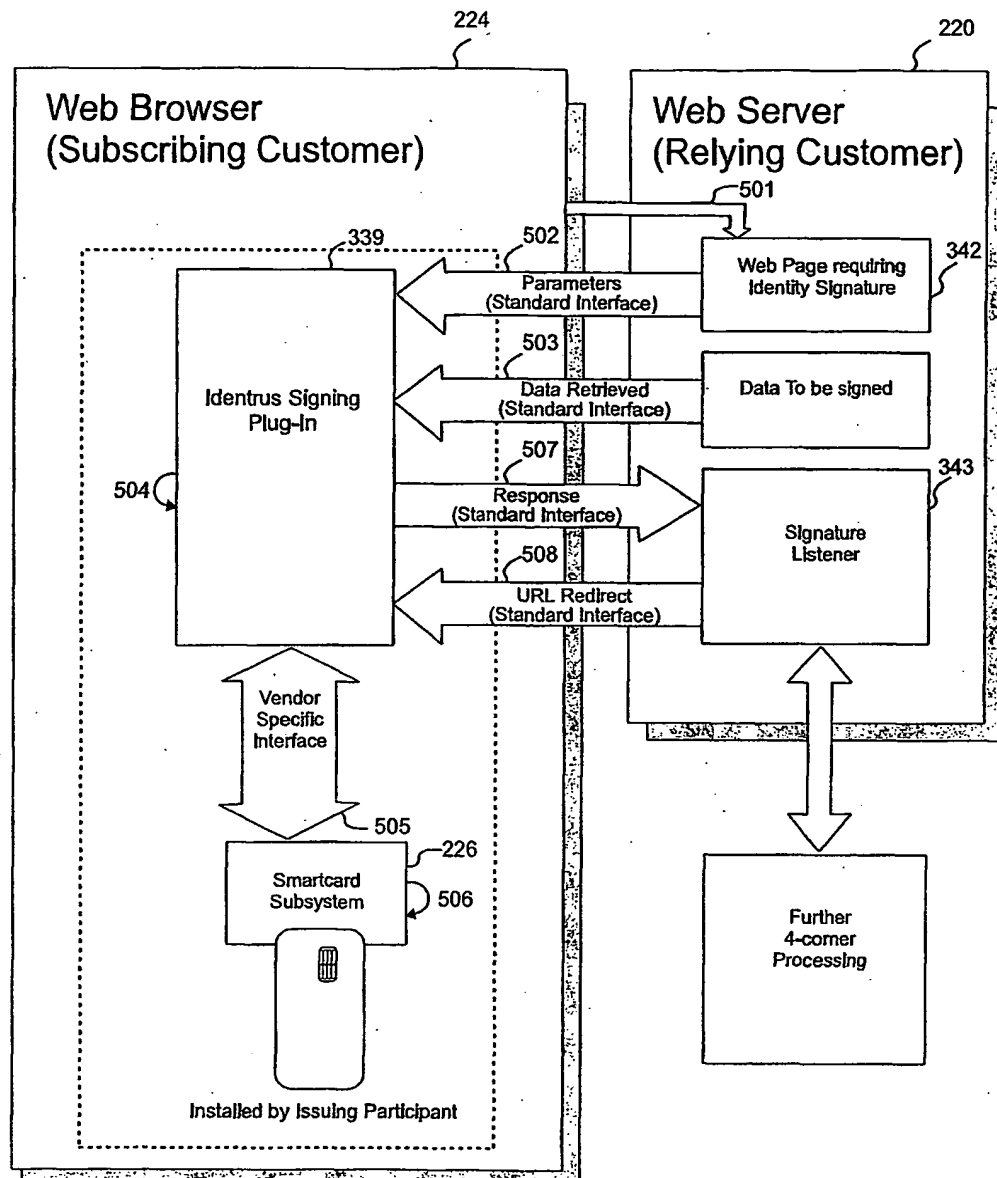 224
220
Web Browser
(Subscribing Customer)
Web Server
(Relying Customer)
501
339
502
342
Parameters
(Standard Interface)
Web Page requiring
Identity Signature
503
Identrus Signing
Plug-In
Data Retrieved
(Standard Interface)
Data To be signed
507
343
504
Response
(Standard Interface)
Signature
Listener
508
URL Redirect
(Standard Interface)
Vendor
Specific
Interface
505
226
Smartcard
Subsystem
506
Further
4-corner
Processing
Installed by Issuing Participant